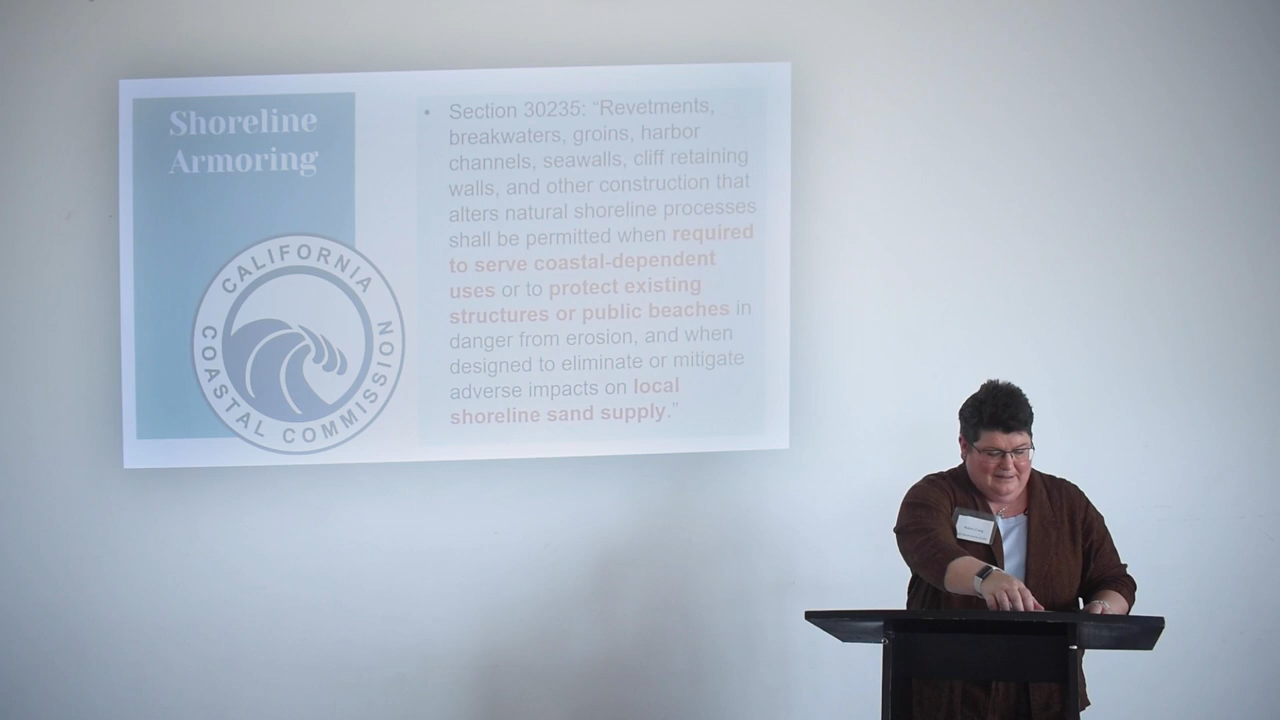 Shoreline
Armoring
CALIFORNIA
COASTAL COMMISSION
• Section 30235: “Revetments,
breakwaters, groins, harbor
channels, seawalls, cliff retaining
walls, and other construction that
alters natural shoreline processes
shall be permitted when required
to serve coastal-dependent
uses or to protect existing
structures or public beaches in
danger from erosion, and when
designed to eliminate or mitigate
adverse impacts on local
shoreline sand supply.”